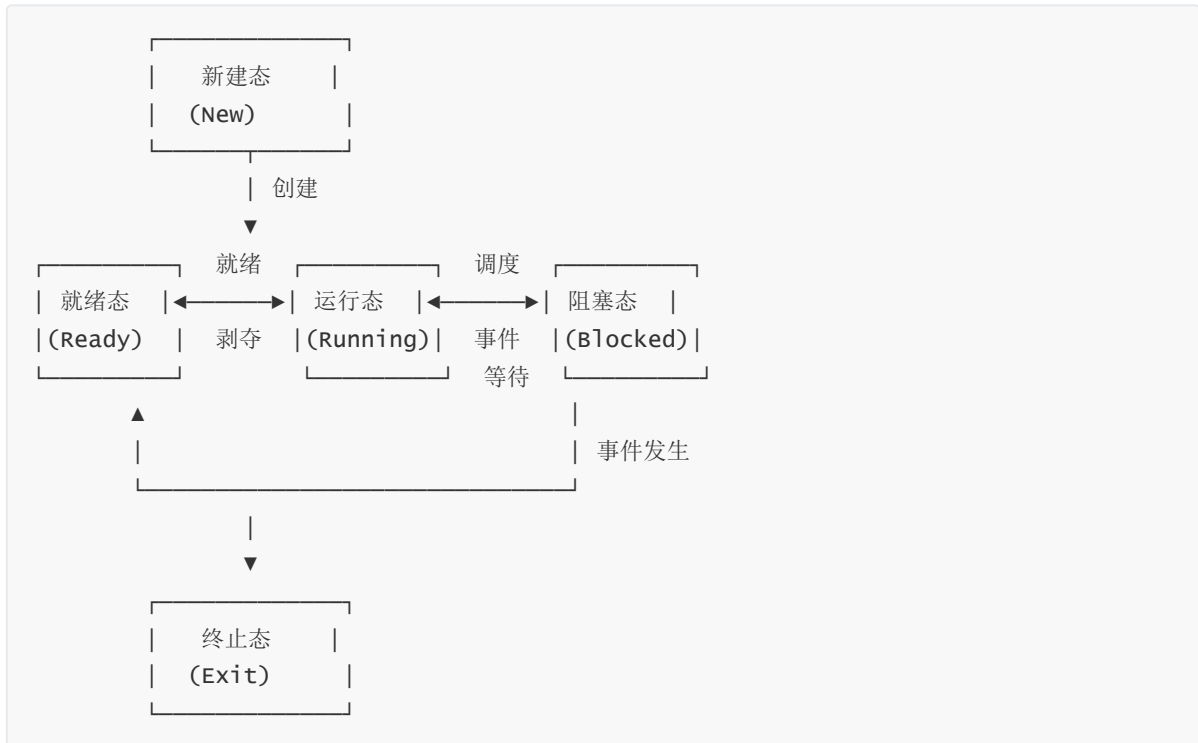 新建态
(New)
创建
就绪 调度
就绪态 运行态 阻塞态
(Ready) 剥夺 (Running) 事件 (Blocked)
等待
事件发生
终止态
(Exit)